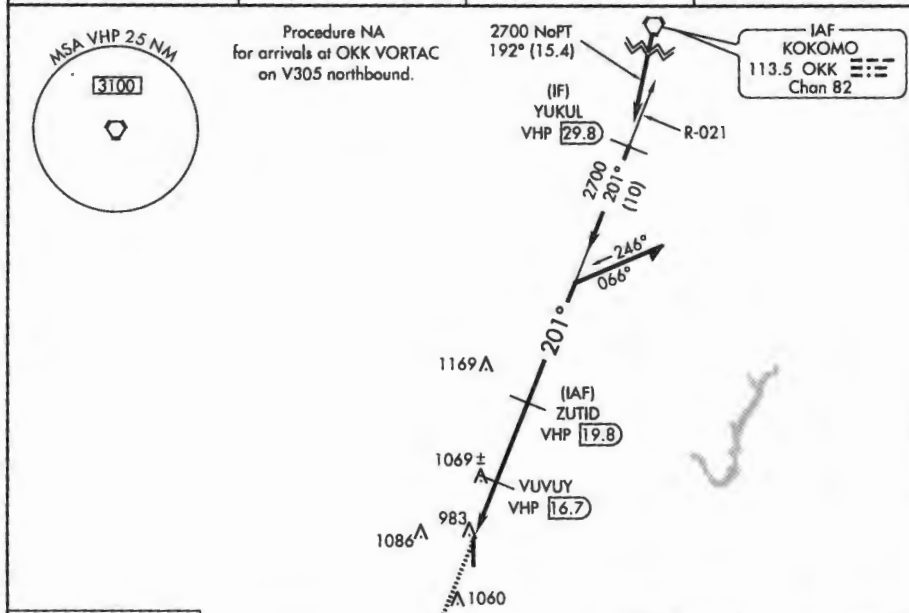 MSA VHP 25 NM
3100
Procedure NA
for arrivals at OKK VORTAC
on V305 northbound.
2700 NoPT
192° (15.4)
IAF
KOKOMO
113.5 OKK
Chan 82
(IF)
YUKUL
VHP 29.8
R-021
2700
201°
(10)
246°
066°
201°
1169
(IAF)
ZUTID
VHP 19.8
1069 ±
VUVUY
VHP 16.7
983
1086
1060